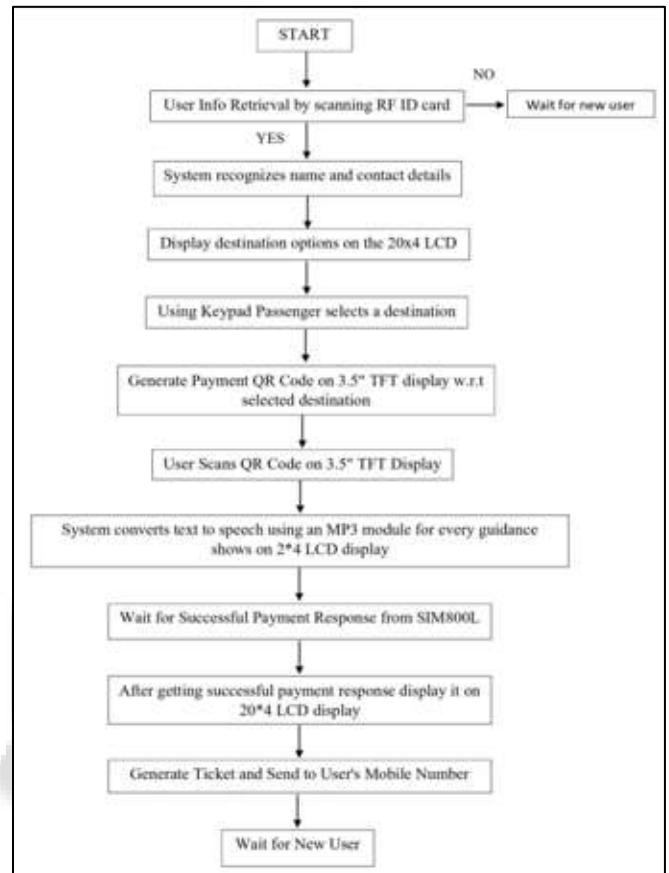 START
NO
User Info Retrieval by scanning RF ID card
Wait for new user
YES
System recognizes name and contact details
Display destination options on the 20x4 LCD
Using Keypad Passenger selects a destination
Generate Payment QR Code on 3.5" TFT display w.r.t
selected destination
User Scans QR Code on 3.5" TFT Display
System converts text to speech using an MP3 module for every guidance
shows on 2*4 LCD display
Wait for Successful Payment Response from SIM800L
After getting successful payment response display it on
20*4 LCD display
Generate Ticket and Send to User's Mobile Number
Wait for New User